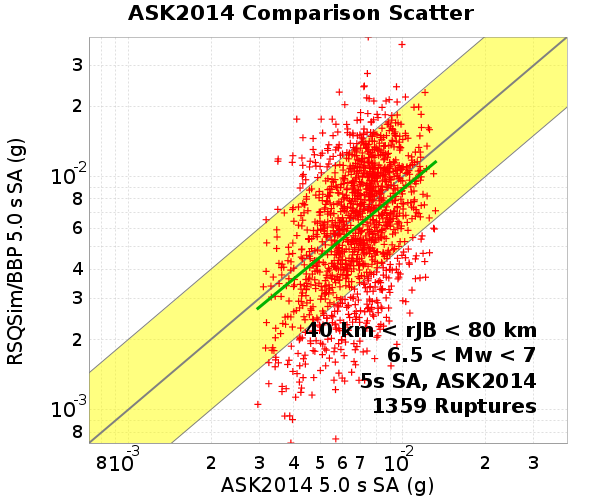 ASK2014 Comparison Scatter
RSQSim/BBP 5.0 s SA (g)
3
2
10-2
8
6
4
3
2
10-3
8
40 km < rJB < 80 km
6.5 < Mw < 7
5s SA, ASK2014
1359 Ruptures
8 10-3 2 3 4 5 6 7 10-2 2 3
ASK2014 5.0 s SA (g)